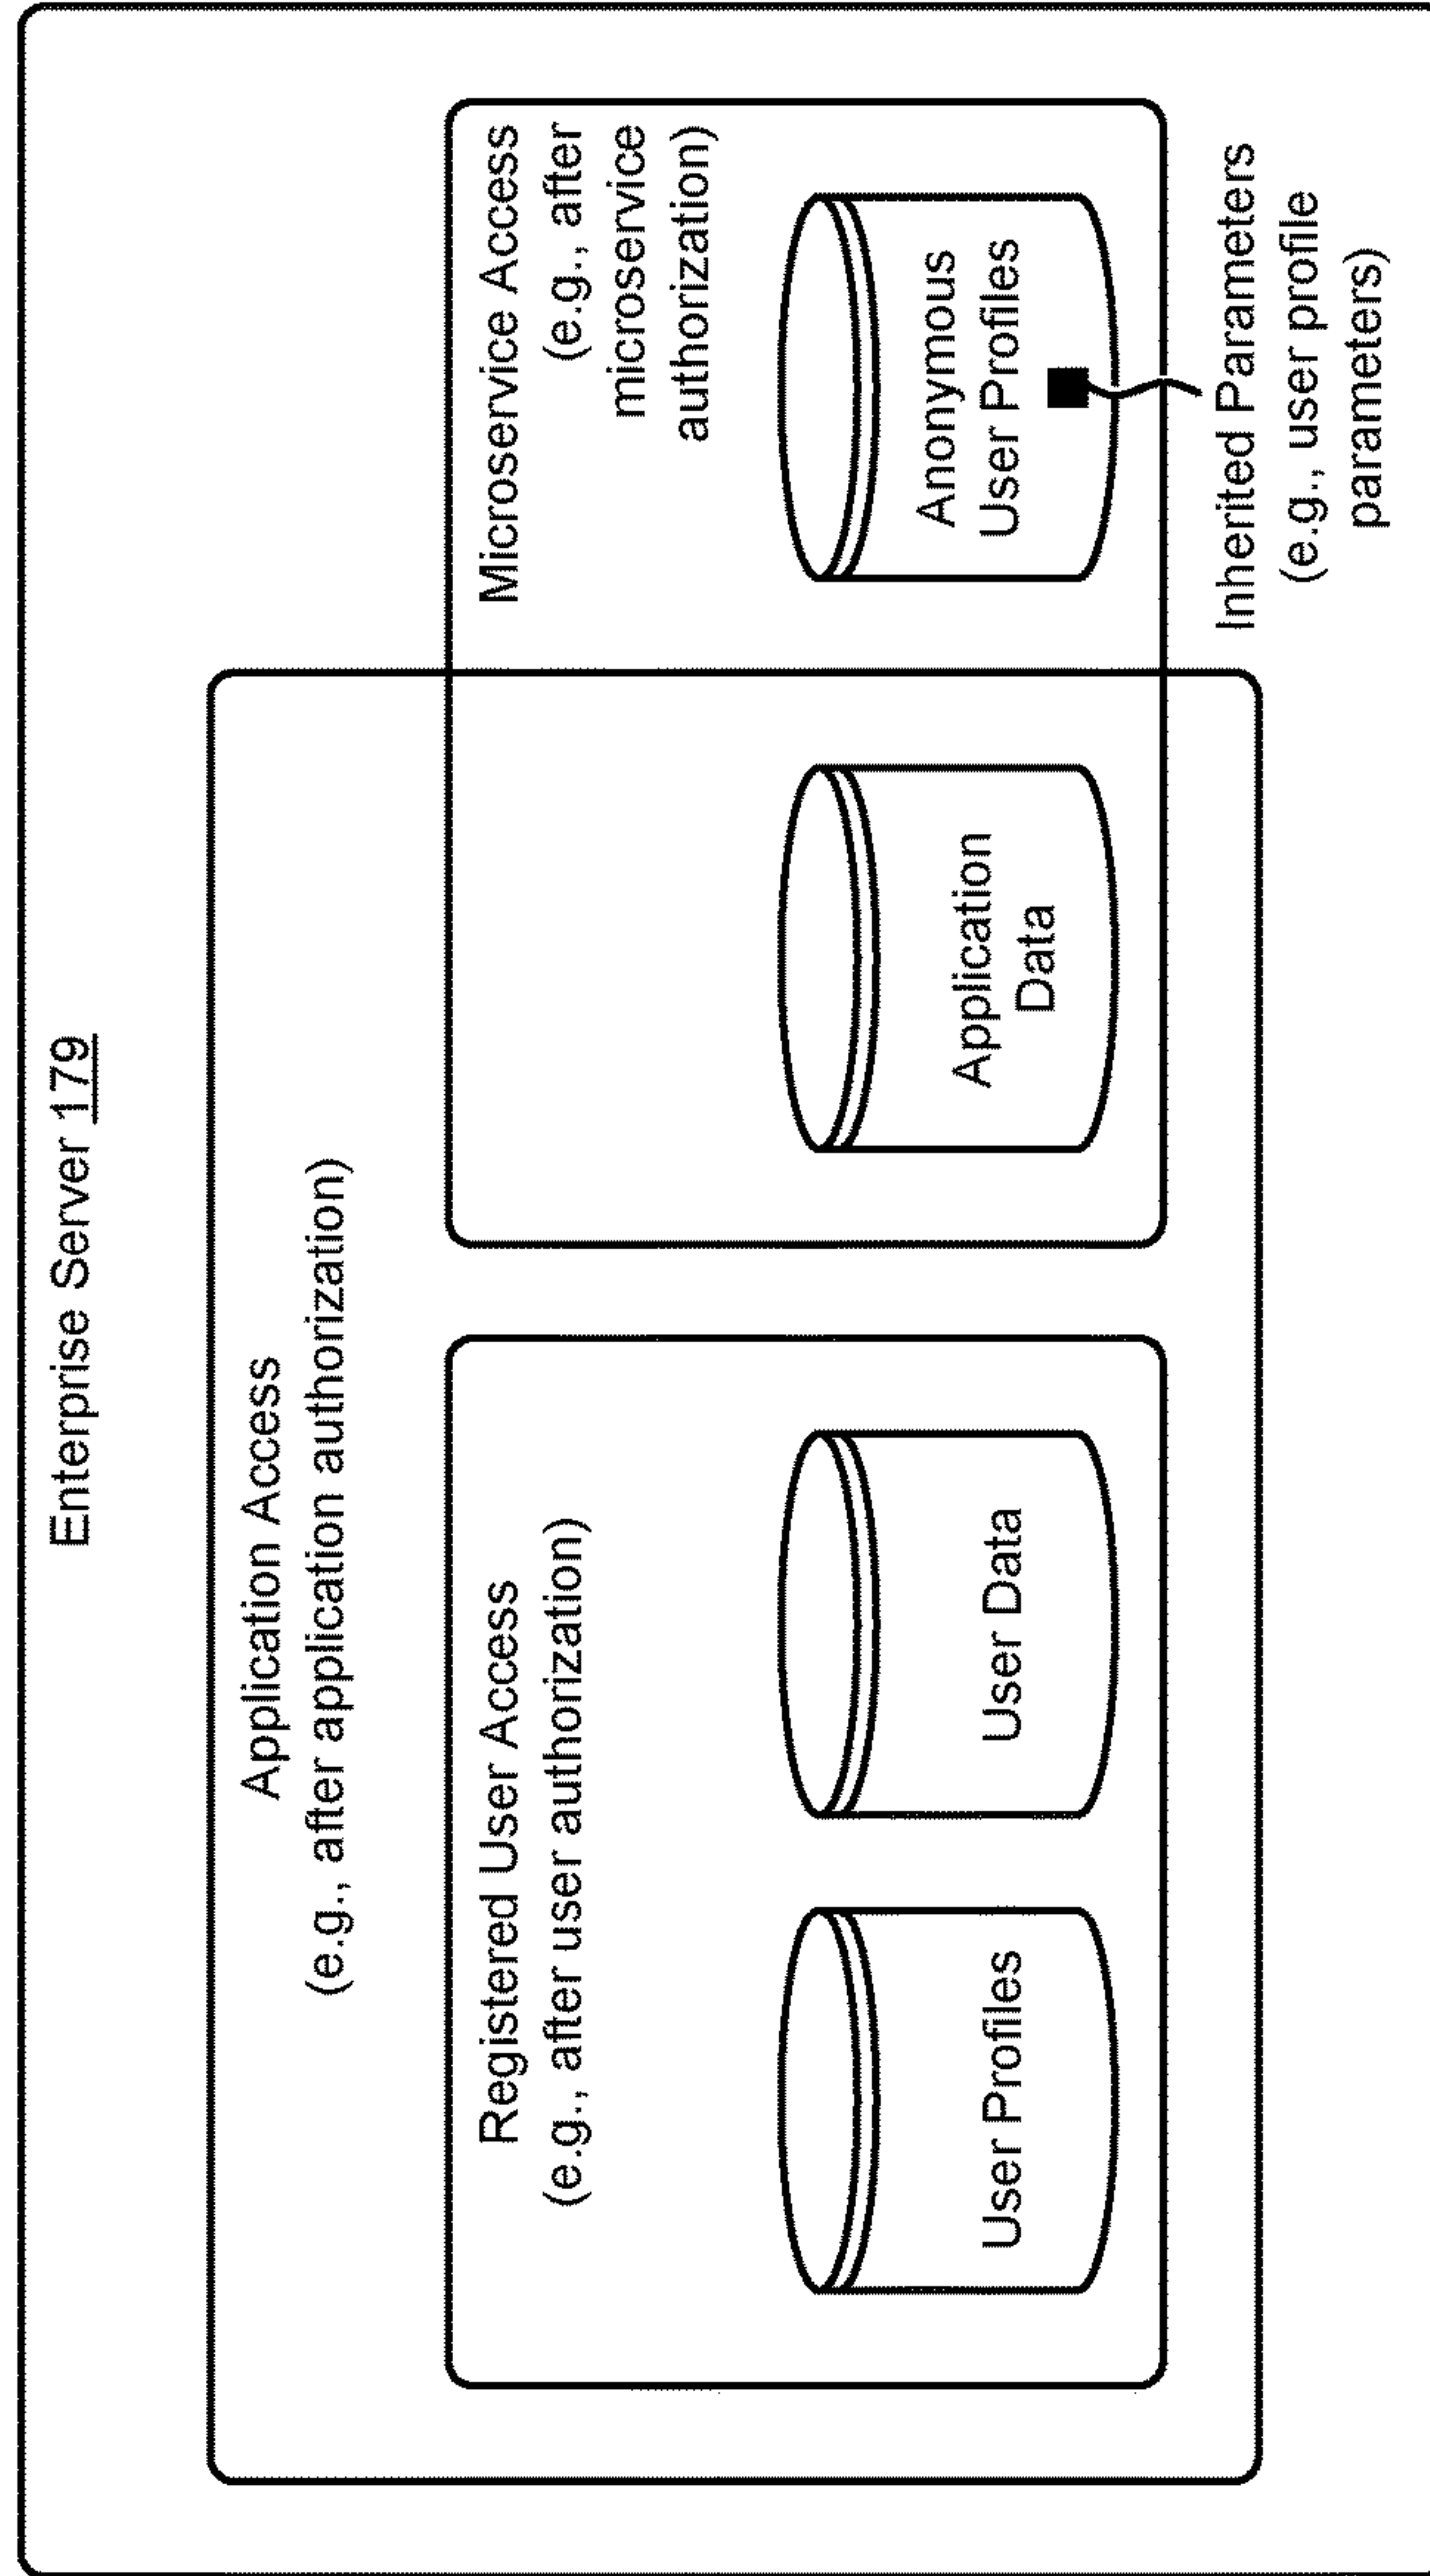 Enterprise Server 179
Application Access
(e.g., after application authorization)
Registered User Access
(e.g., after user authorization)
User Profiles
User Data
Microservice Access
(e.g., after
microservice
authorization)
Application
Data
Anonymous
User Profiles
Inherited Parameters
(e.g., user profile
parameters)